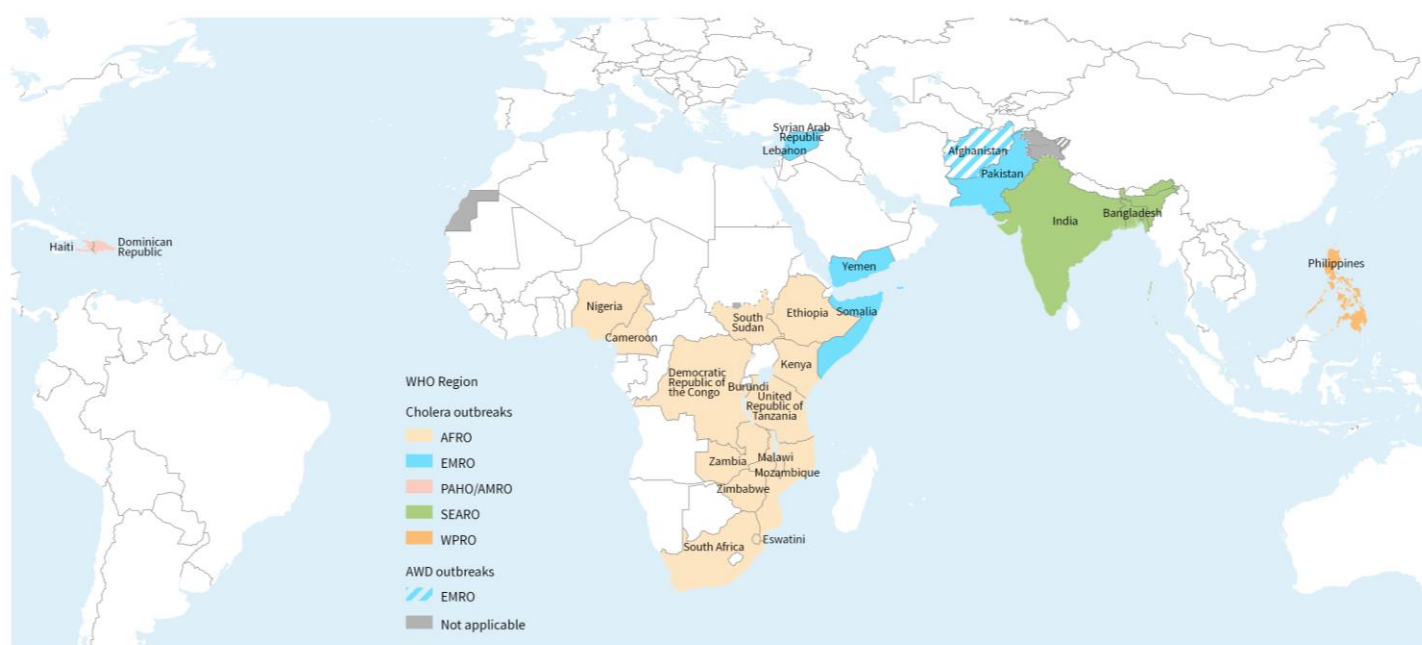 Syrian Arab
Republic
Lebanon
Afghanistan
Pakistan
India
Bangladesh
Philippines
Haiti
Dominican
Republic
Yemen
Nigeria
Cameroon
South
Sudan
Ethiopia
Somalia
Kenya
Democratic
Republic of
the Congo
Burundi
United
Republic of
Tanzania
Zambia
Malawi
Mozambique
Zimbabwe
South Africa
Eswatini
WHO Region
Cholera outbreaks
AFRO
EMRO
PAHO/AMRO
SEARO
WPRO
AWD outbreaks
EMRO
Not applicable